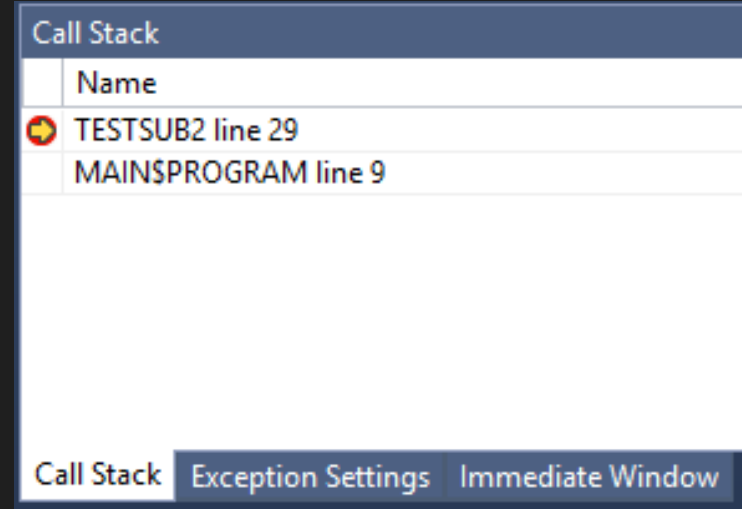 Call Stack
Name
TESTSUB2 line 29
MAIN$PROGRAM line 9
Call Stack Exception Settings Immediate Window